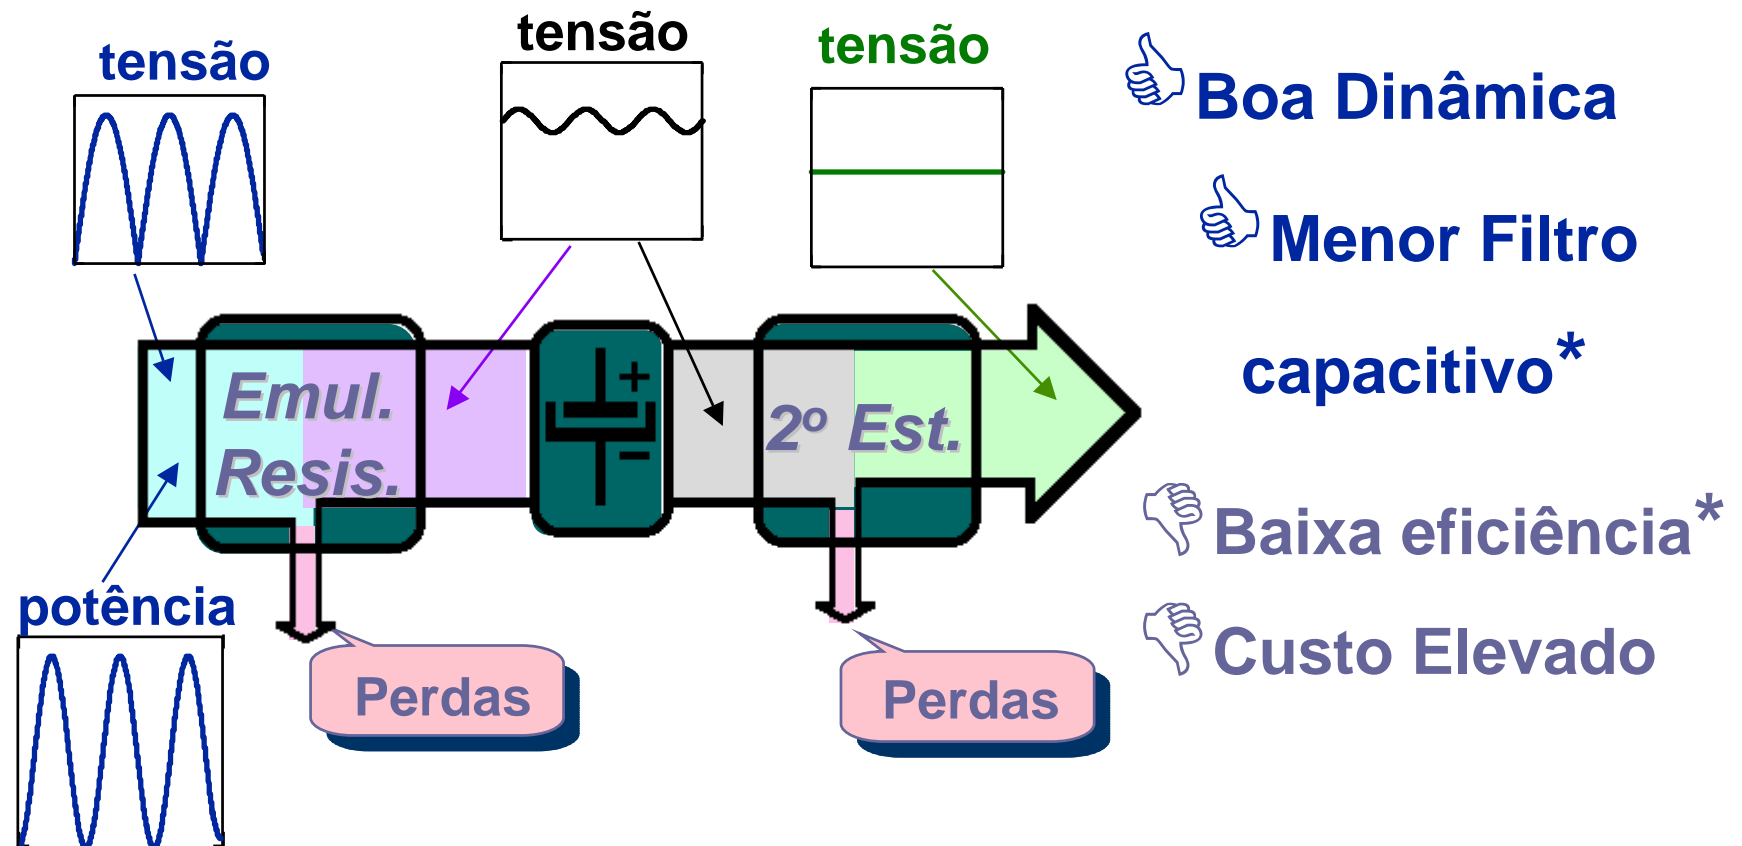 tensão
tensão
tensão
Boa Dinâmica
Menor Filtro
capacitivo*
Emul.
Resis.
+
−
2º Est.
Baixa eficiência*
Custo Elevado
potência
Perdas
Perdas